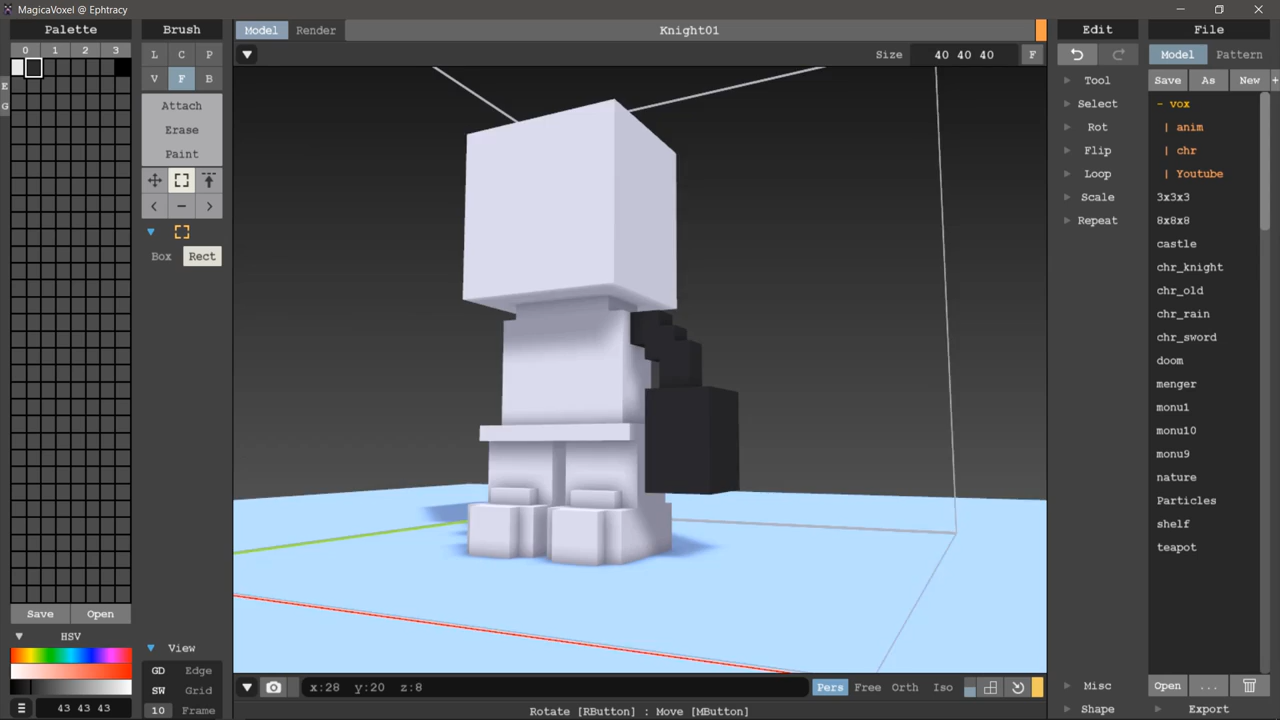 MagicaVoxel @ Ephtracy
Palette
Brush
Model
Render
Knight01
Edit
File
0 1 2 3
L C P
V F B
Size 40 40 40
F
Model
Pattern
E
G
Attach
Erase
Paint
Box
Rect
Tool
Select
Rot
Flip
Loop
Scale
Repeat
Save
As
New
+
- vox
| anim
| chr
| Youtube
3x3x3
8x8x8
castle
chr_knight
chr_old
chr_rain
chr_sword
doom
menger
monu1
monu10
monu9
nature
Particles
shelf
teapot
Save
Open
HSV
43 43 43
View
GD Edge
SW Grid
10 Frame
x:28 y:20 z:8
Pers
Free
Orth
Iso
Misc
Shape
Open
...
Export
Rotate [RButton] : Move [MButton]